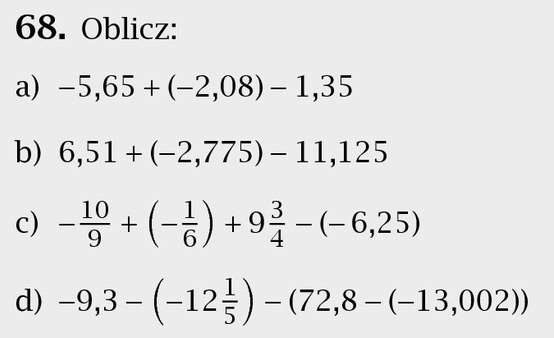 68. Oblicz:
a) –5,65 + (–2,08) – 1,35
b) 6,51 + (–2,775) – 11,125
c) –10/9 + (–1/6) + 9 3/4 – (– 6,25)
d) –9,3 – (–12 1/5) – (72,8 – (–13,002))